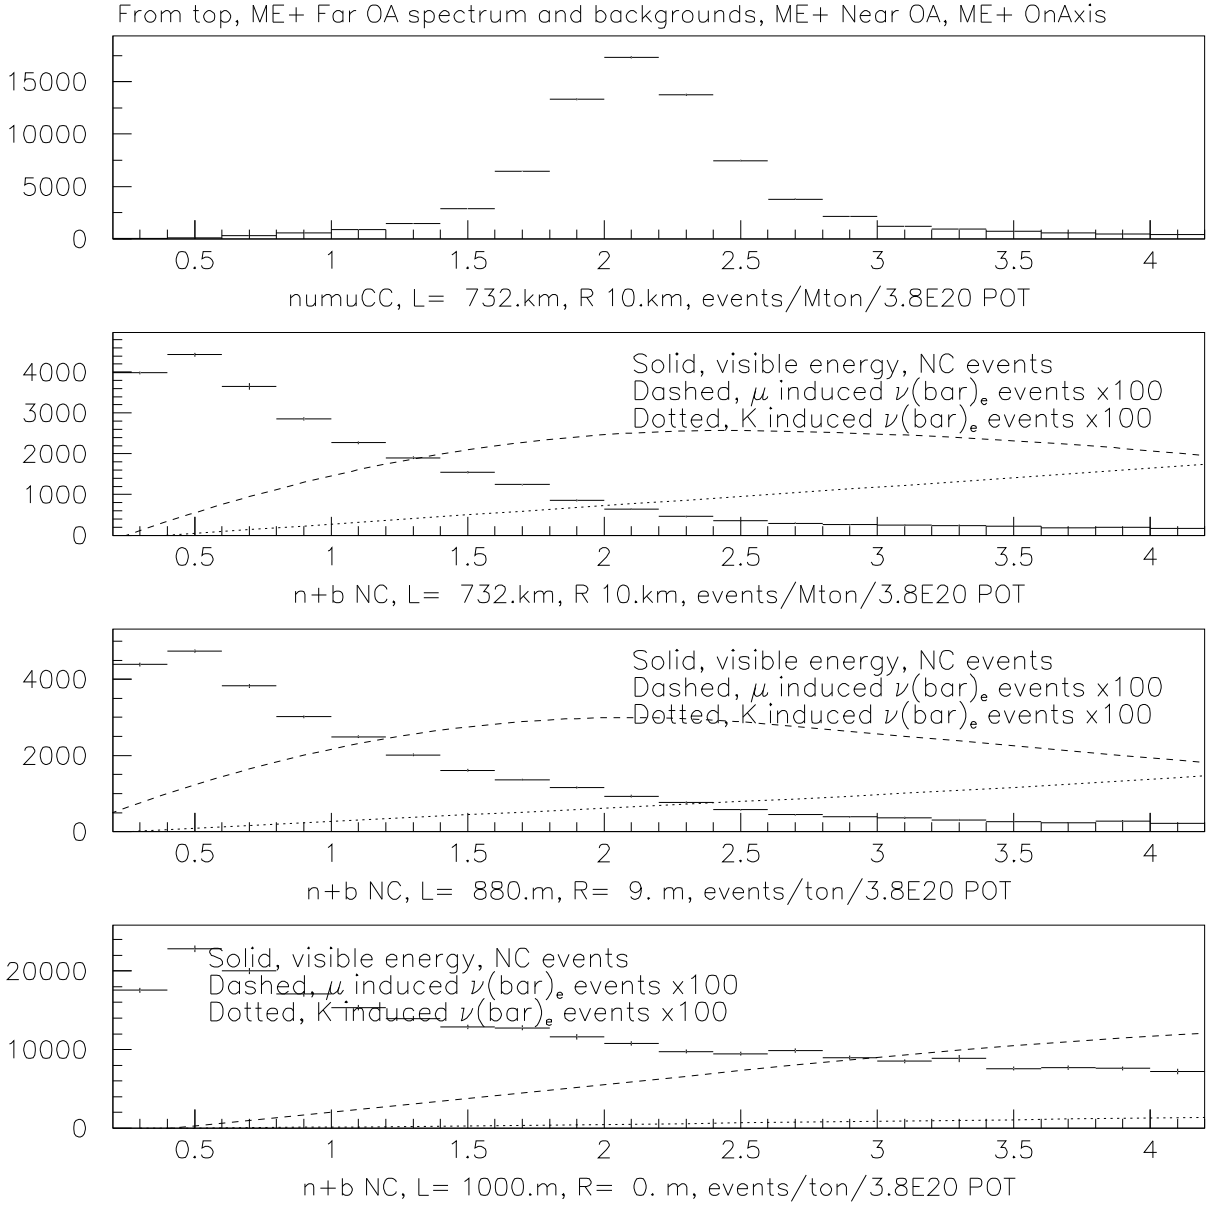 From top, ME+ Far OA spectrum and backgrounds, ME+ Near OA, ME+ OnAxis
15000
10000
5000
0
0.5 1 1.5 2 2.5 3 3.5 4
numuCC, L= 732.km, R 10.km, events/Mton/3.8E20 POT
Solid, visible energy, NC events
Dashed, μ induced ν(bar)e events x100
Dotted, K induced ν(bar)e events x100
4000
3000
2000
1000
0
0.5 1 1.5 2 2.5 3 3.5 4
n+b NC, L= 732.km, R 10.km, events/Mton/3.8E20 POT
Solid, visible energy, NC events
Dashed, μ induced ν(bar)e events x100
Dotted, K induced ν(bar)e events x100
4000
2000
0
0.5 1 1.5 2 2.5 3 3.5 4
n+b NC, L= 880.m, R= 9. m, events/ton/3.8E20 POT
Solid, visible energy, NC events
Dashed, μ induced ν(bar)e events x100
Dotted, K induced ν(bar)e events x100
20000
10000
0
0.5 1 1.5 2 2.5 3 3.5 4
n+b NC, L= 1000.m, R= 0. m, events/ton/3.8E20 POT